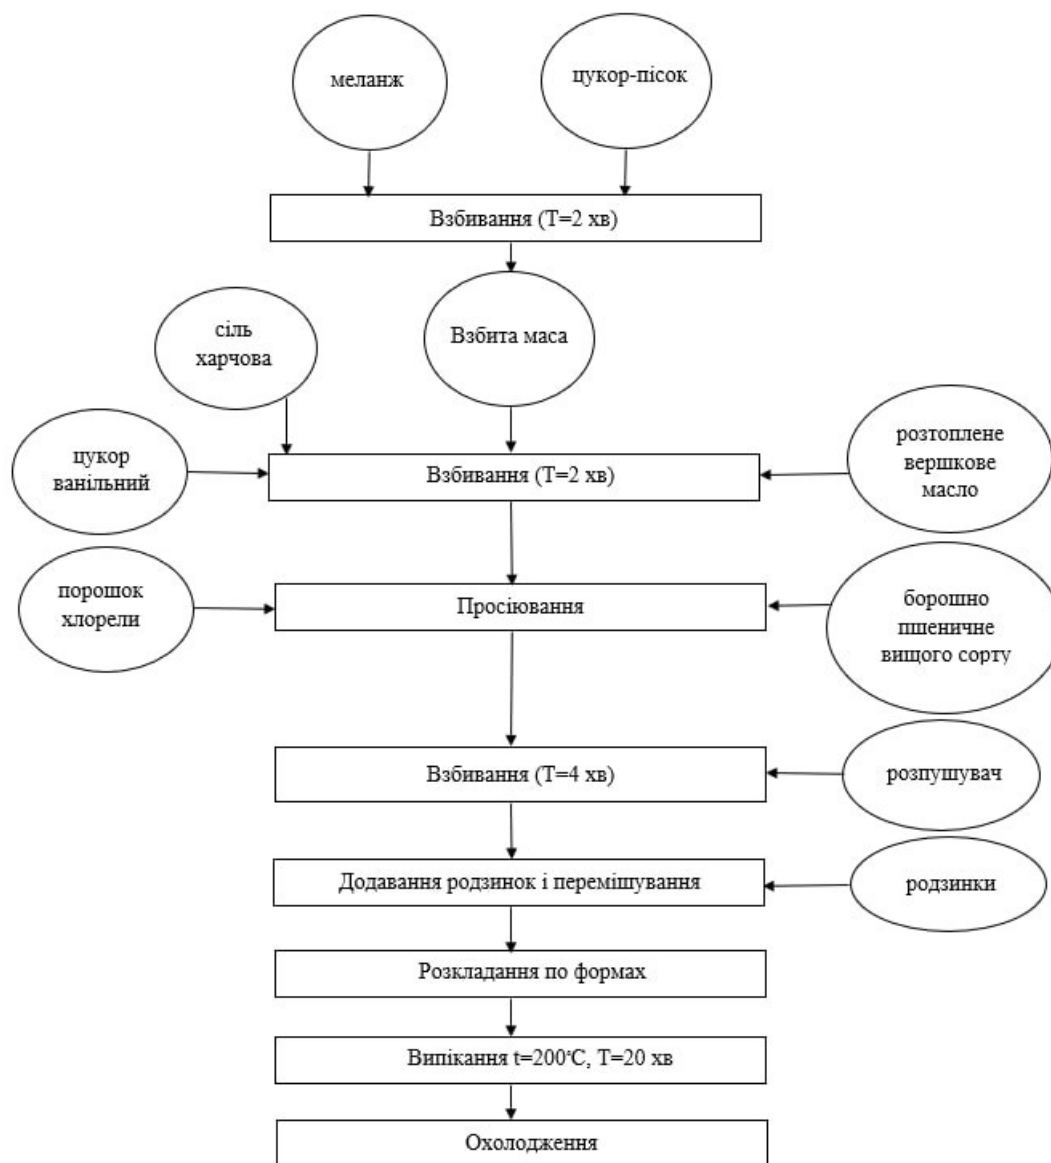 меланж
цукор-пісок
Взбивання (Т=2 хв)
сіль
харчова
Взбита маса
цукор
ванільний
Взбивання (Т=2 хв)
розтоплене
вершкове
масло
порошок
хлорели
Просіювання
борошно
пшеничне
вищого сорту
Взбивання (Т=4 хв)
розпушувач
Додавання родзинок і перемішування
родзинки
Розкладання по формах
Випікання t=200℃, Т=20 хв
Охолодження